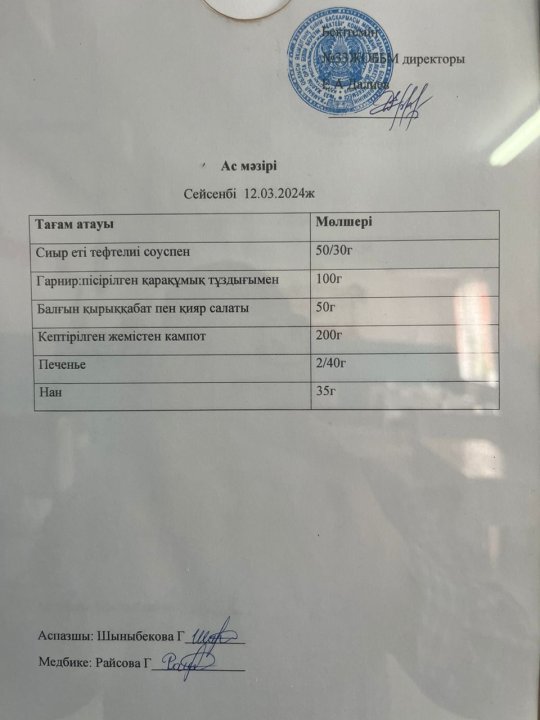 Бекітемін
№33ЖОББМ директоры
Е.А.Далиев
Ас мәзірі
Сейсенбі 12.03.2024ж
Тағам атауы Мөлшері
Сиыр еті тефтелиі соуспен 50/30г
Гарнир:пісірілген қарақұмық тұздығымен 100г
Балғын қырыққабат пен қияр салаты 50г
Кептірілген жемістен кампот 200г
Печенье 2/40г
Нан 35г
Аспазшы: Шыныбекова Г
Медбике: Райсова Г